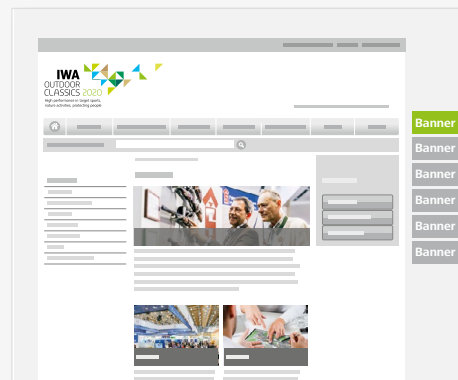 IWA
OUTDOOR
CLASSICS 2020
High performance in target sports,
nature activities, protecting people
Banner
Banner
Banner
Banner
Banner
Banner